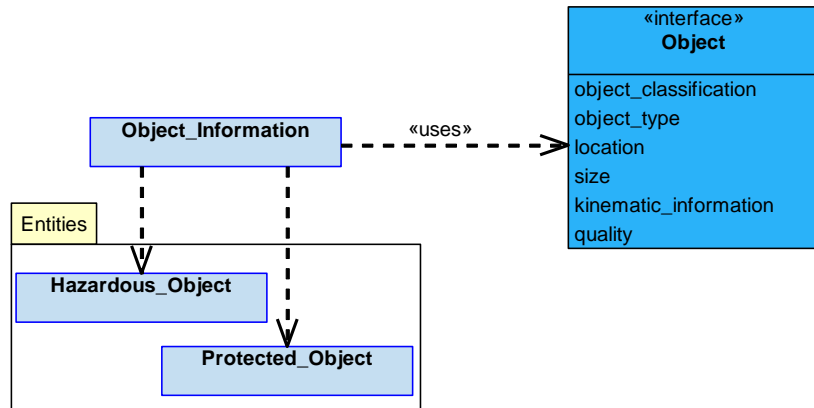 «interface»
Object
object_classification
object_type
location
size
kinematic_information
quality
Object_Information
«uses»
Entities
Hazardous_Object
Protected_Object